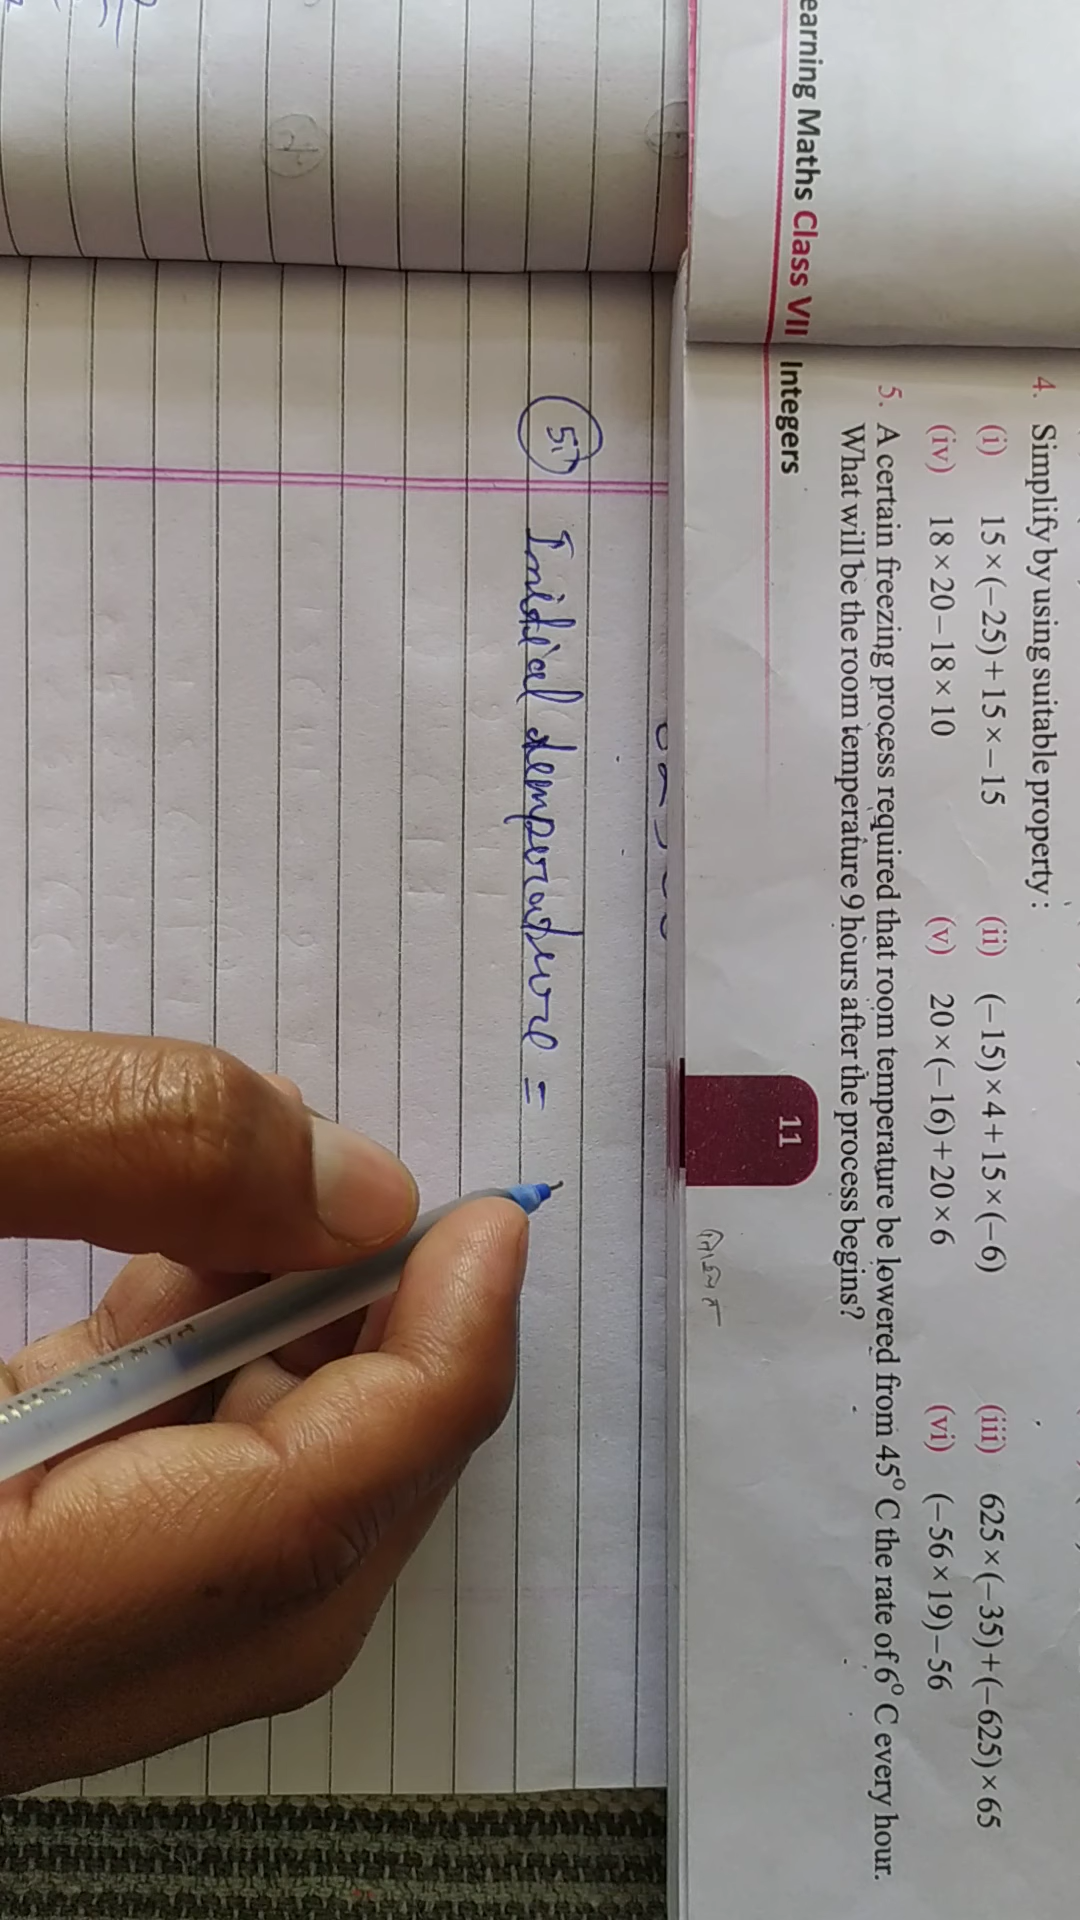 4. Simplify by using suitable property :
(i) 15×(−25)+15×−15 (ii) (−15)×4+15×(−6) (iii) 625×(−35)+(−625)×65
(iv) 18×20−18×10 (v) 20×(−16)+20×6 (vi) (−56×19)−56
5. A certain freezing process required that room temperature be lowered from 45° C the rate of 6° C every hour.
What will be the room temperature 9 hours after the process begins?
earning Maths Class VII Integers 11
5. Initial temperature =